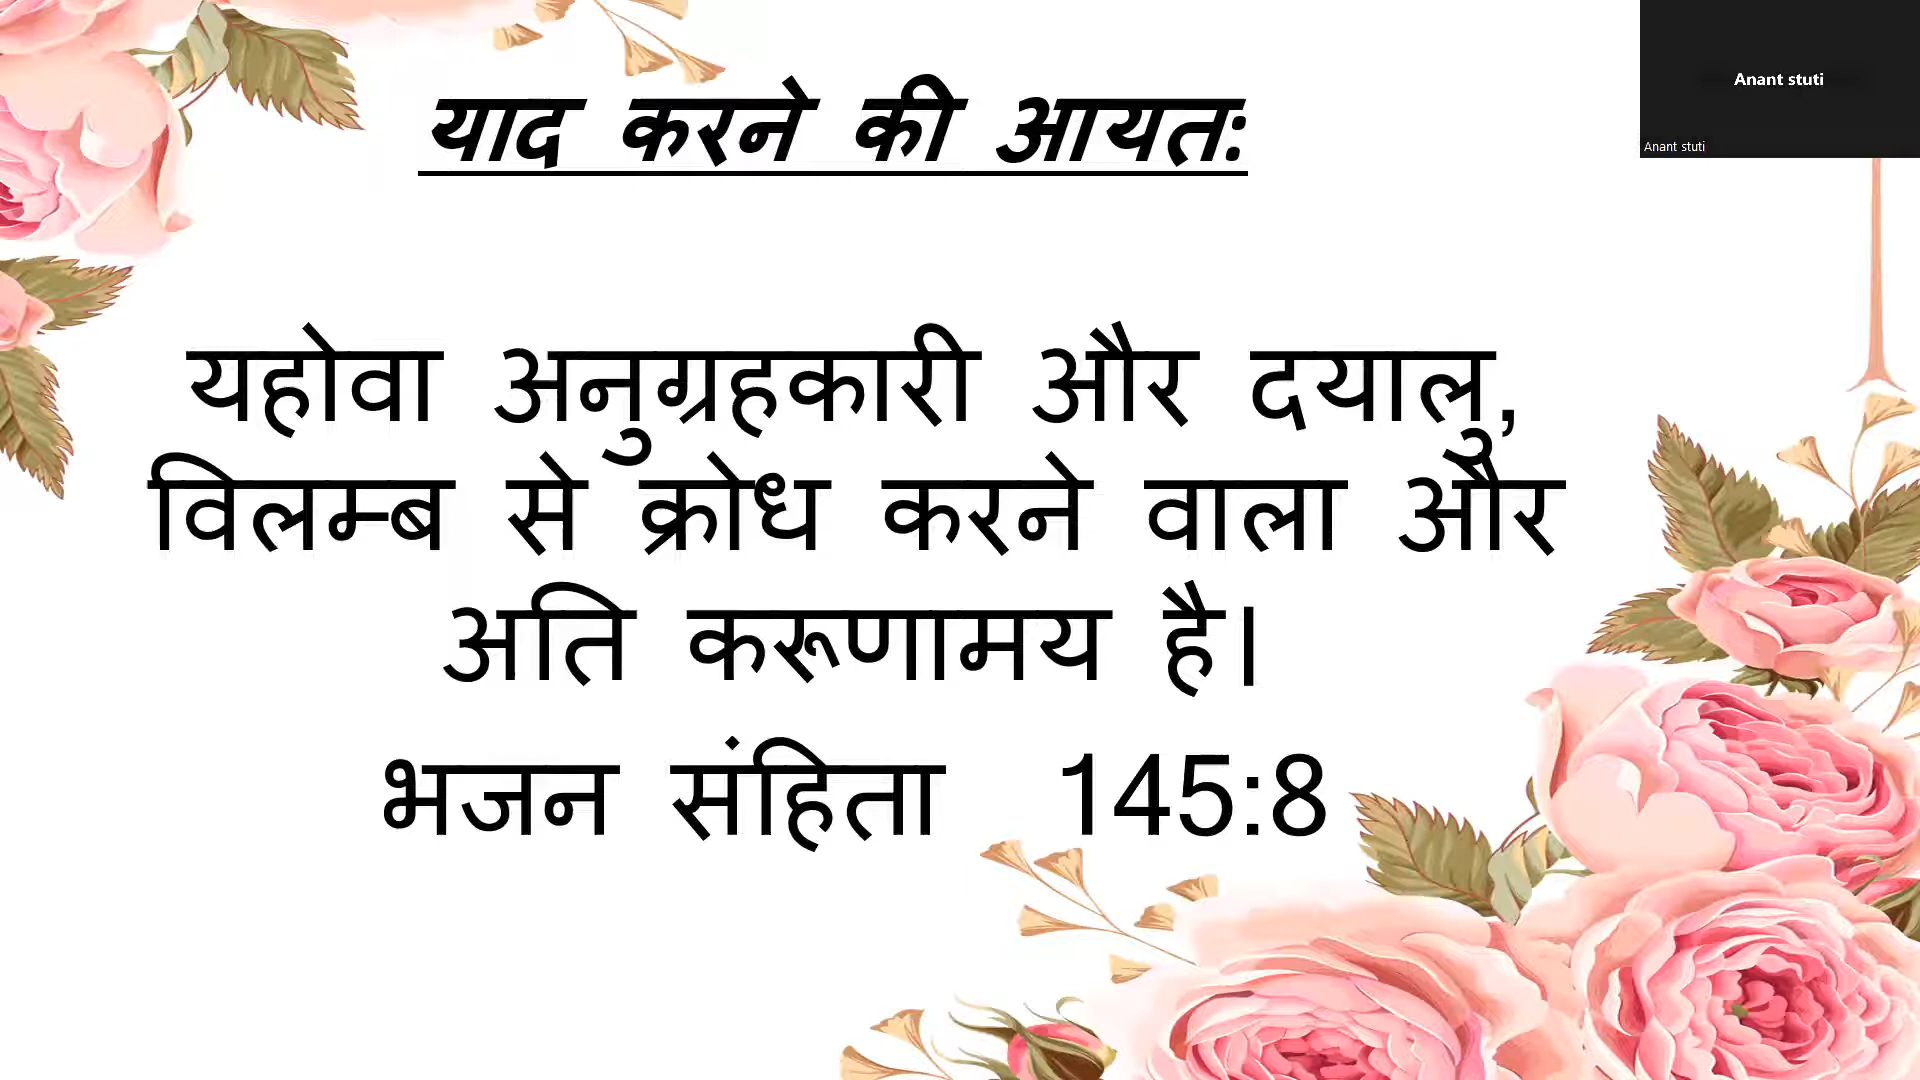 याद करने की आयतः
Anant stuti
Anant stuti
यहोवा अनुग्रहकारी और दयालु,
विलम्ब से क्रोध करने वाला और
अति करूणामय है।
भजन संहिता 145:8